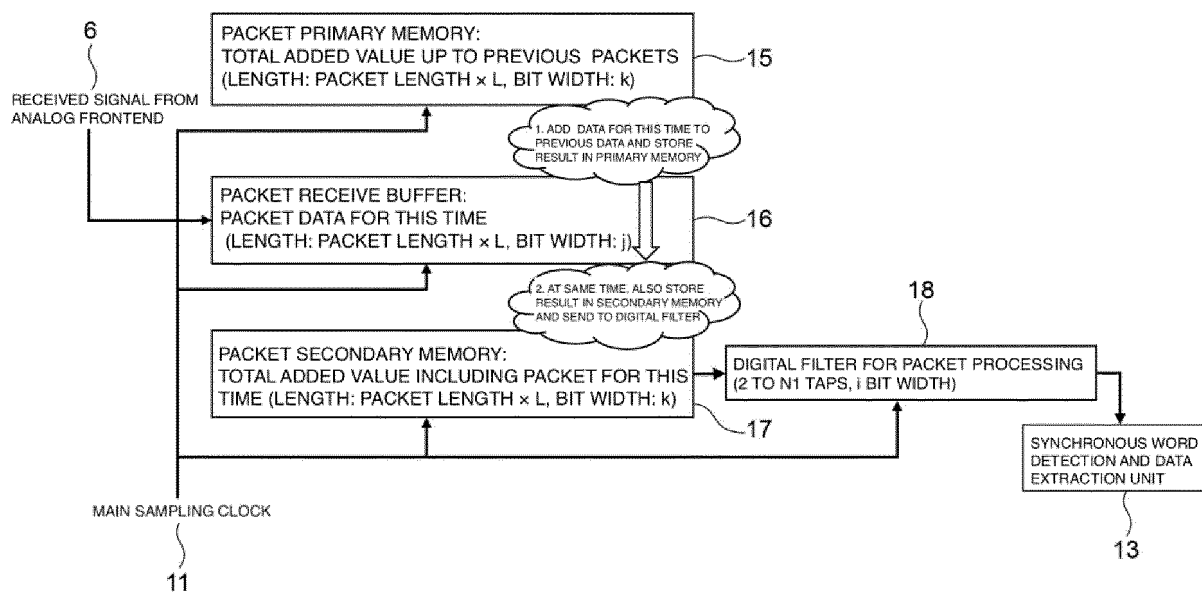 6
RECEIVED SIGNAL FROM
ANALOG FRONTEND
PACKET PRIMARY MEMORY:
TOTAL ADDED VALUE UP TO PREVIOUS PACKETS
(LENGTH: PACKET LENGTH × L, BIT WIDTH: k)
15
1. ADD DATA FOR THIS TIME TO
PREVIOUS DATA AND STORE
RESULT IN PRIMARY MEMORY
PACKET RECEIVE BUFFER:
PACKET DATA FOR THIS TIME
(LENGTH: PACKET LENGTH × L, BIT WIDTH: j)
16
2. AT SAME TIME, ALSO STORE
RESULT IN SECONDARY MEMORY
AND SEND TO DIGITAL FILTER
PACKET SECONDARY MEMORY:
TOTAL ADDED VALUE INCLUDING PACKET FOR THIS
TIME (LENGTH: PACKET LENGTH × L, BIT WIDTH: k)
17
18
DIGITAL FILTER FOR PACKET PROCESSING
(2 TO N1 TAPS, i BIT WIDTH)
SYNCHRONOUS WORD
DETECTION AND DATA
EXTRACTION UNIT
13
MAIN SAMPLING CLOCK
11